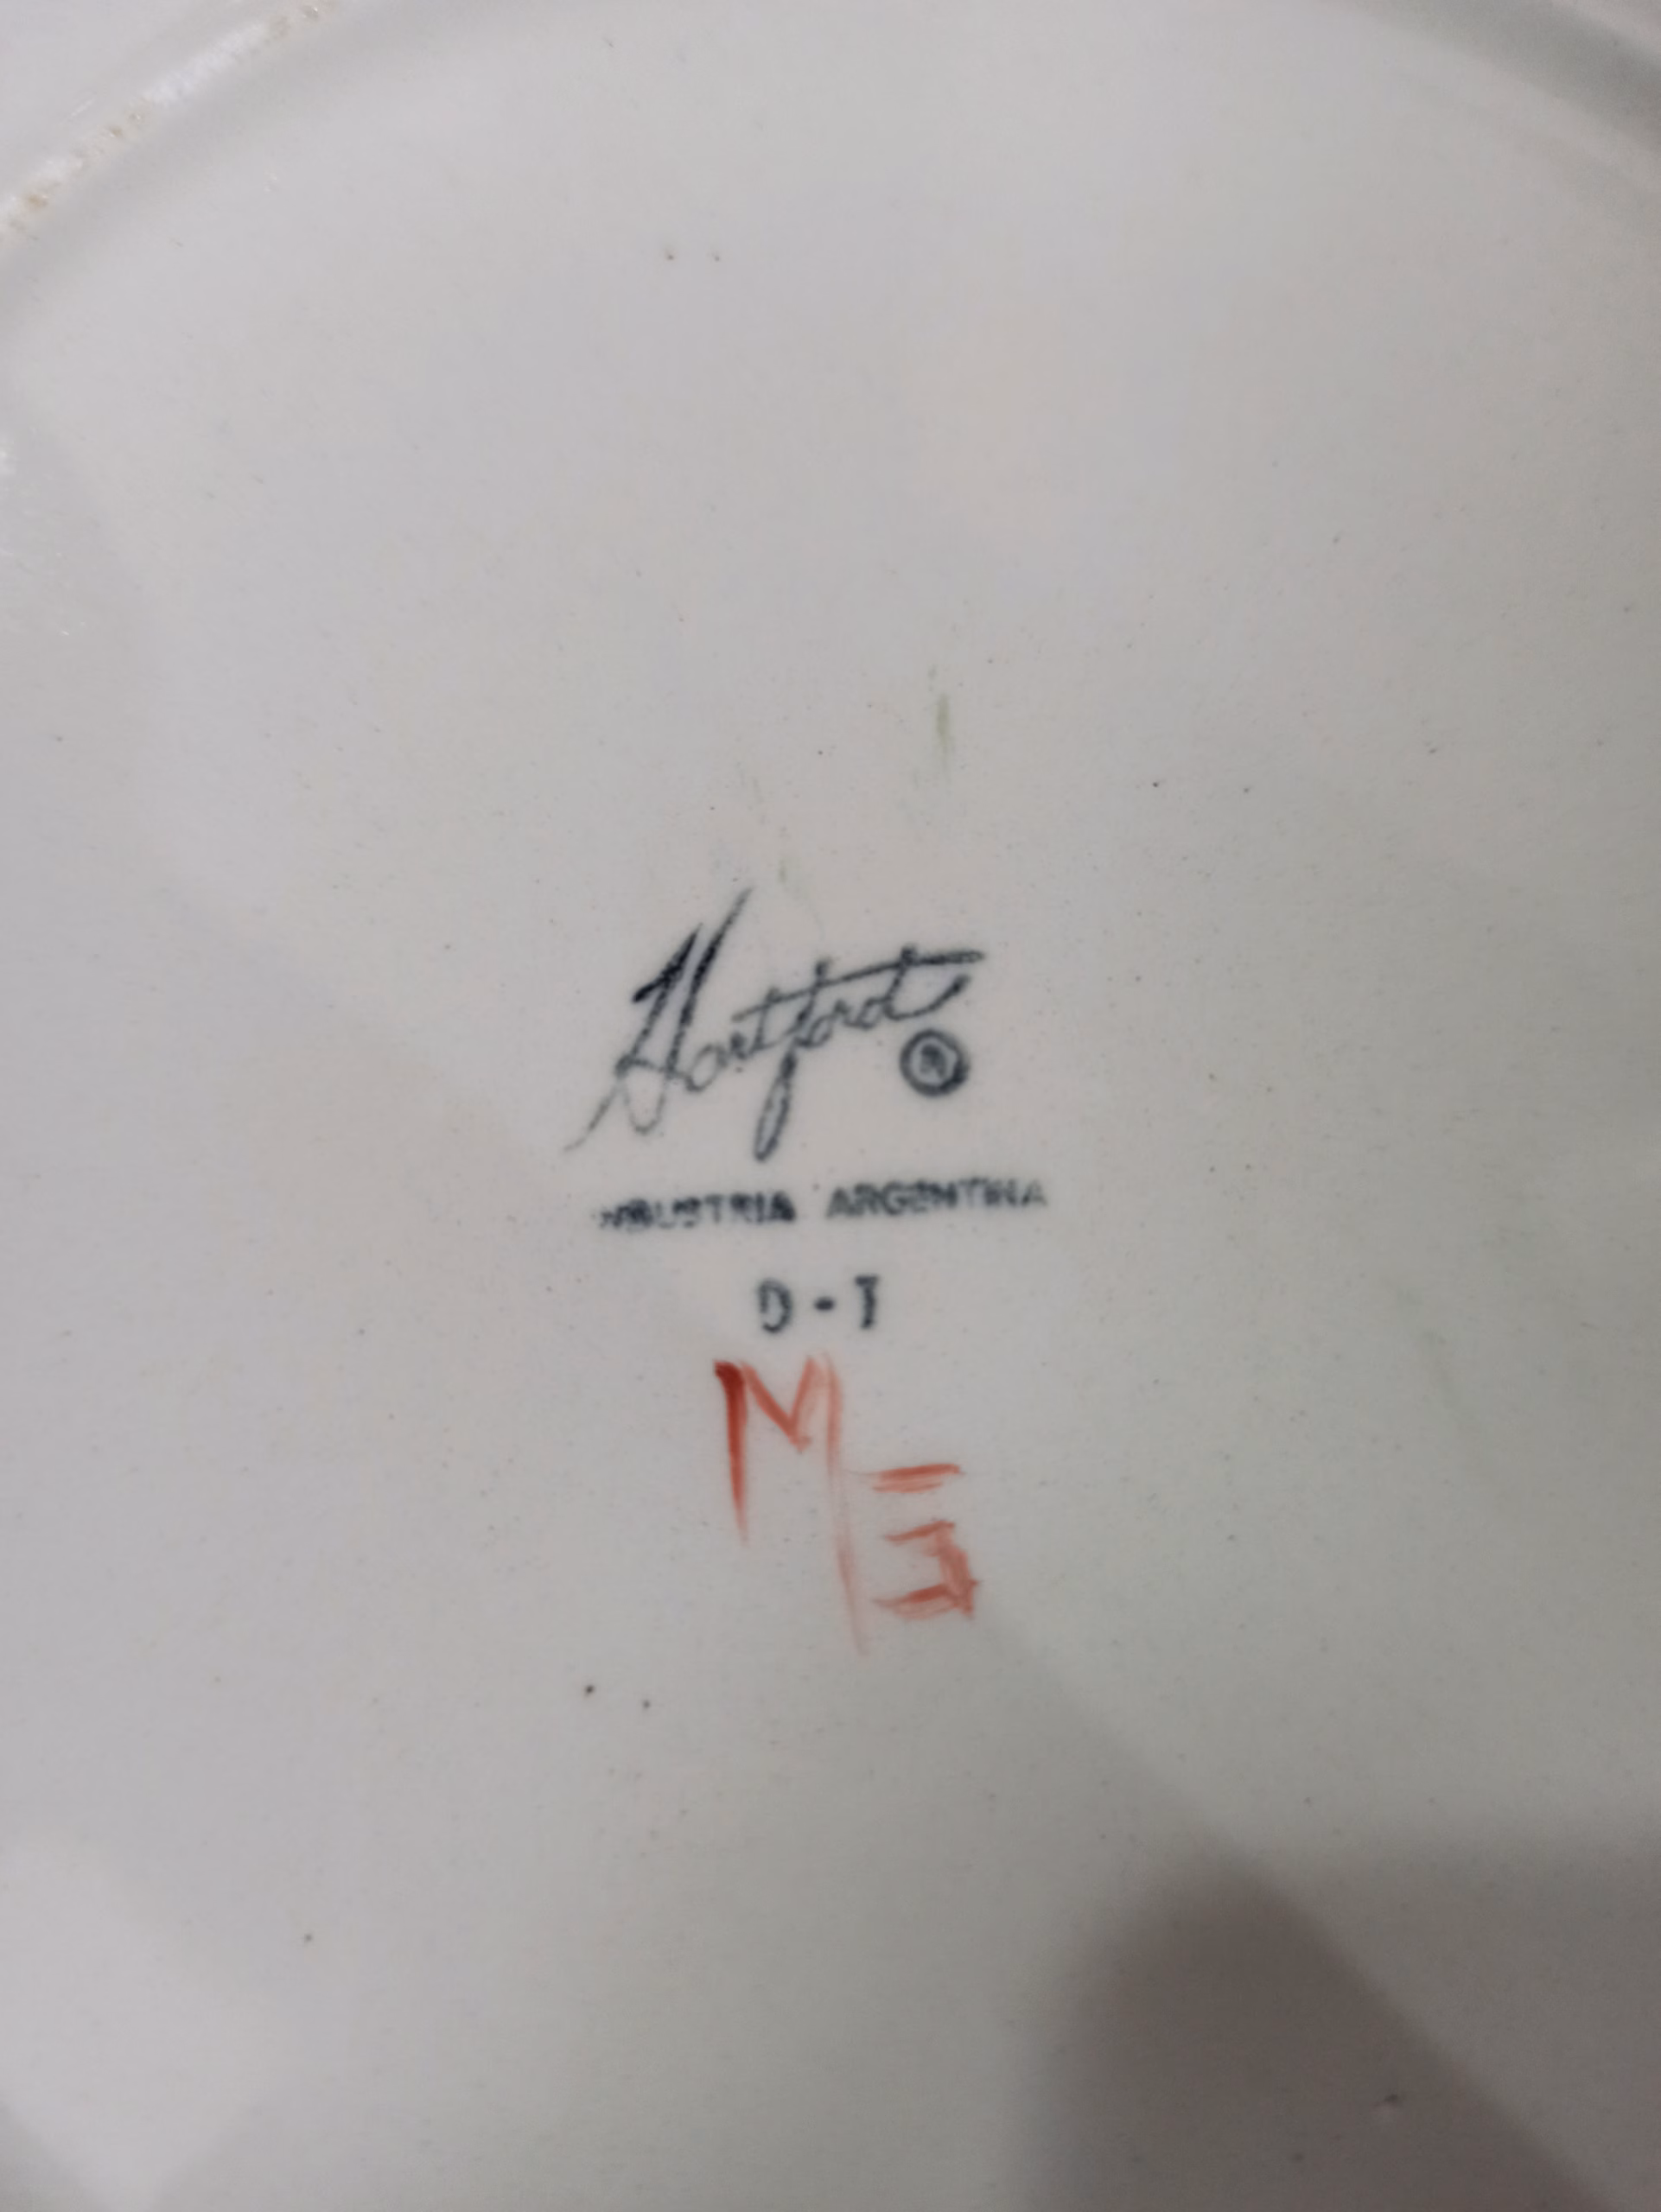 Hartford ®
INDUSTRIA ARGENTINA
D - I
M